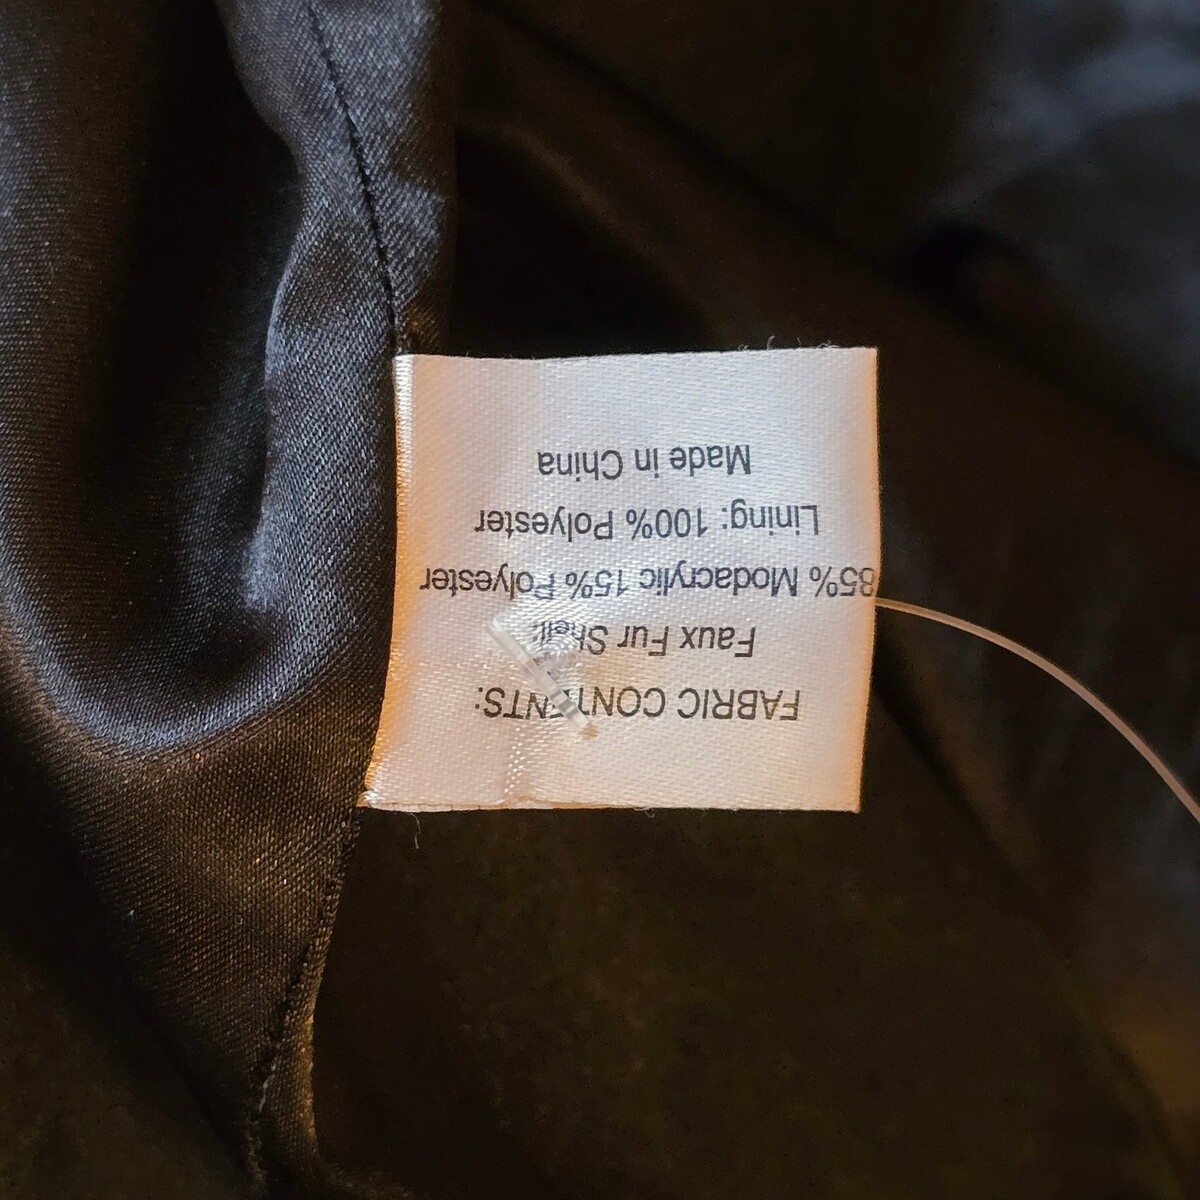 FABRIC CONTENTS:
Faux Fur Shell:
85% Modacrylic 15% Polyester
Lining: 100% Polyester
Made in China